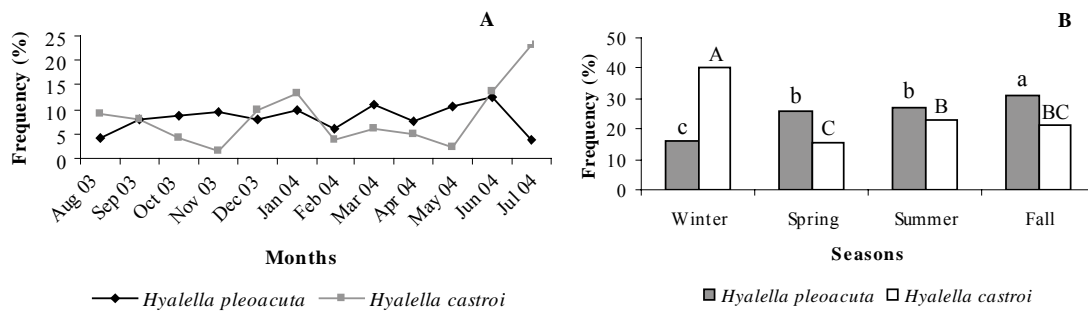 A
Frequency (%)
25
20
15
10
5
0
Aug 03
Sep 03
Oct 03
Nov 03
Dec 03
Jan 04
Feb 04
Mar 04
Apr 04
May 04
Jun 04
Jul 04
Months
Hyalella pleoacuta
Hyalella castroi
B
Frequency (%)
50
40
30
20
10
0
c
A
b
C
b
B
a
BC
Winter
Spring
Summer
Fall
Seasons
Hyalella pleoacuta
Hyalella castroi